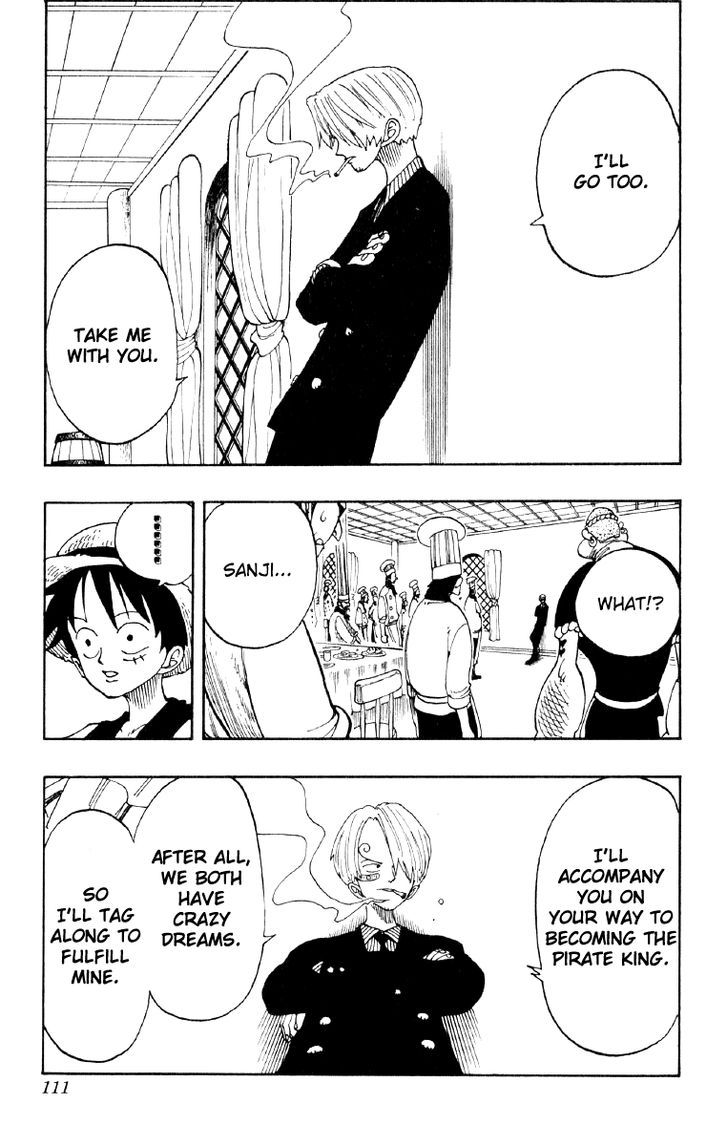 I'LL
GO TOO.
TAKE ME
WITH YOU.
WHAT!?
SANJI...
I'LL
ACCOMPANY
YOU ON
YOUR WAY TO
BECOMING THE
PIRATE KING.
AFTER ALL,
WE BOTH
HAVE
CRAZY
DREAMS.
SO
I'LL TAG
ALONG TO
FULFILL
MINE.
111